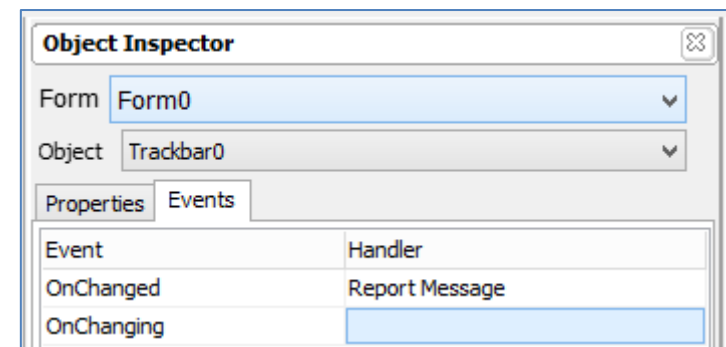 Object Inspector
Form Form0
Object Trackbar0
Properties Events
Event Handler
OnChanged Report Message
OnChanging